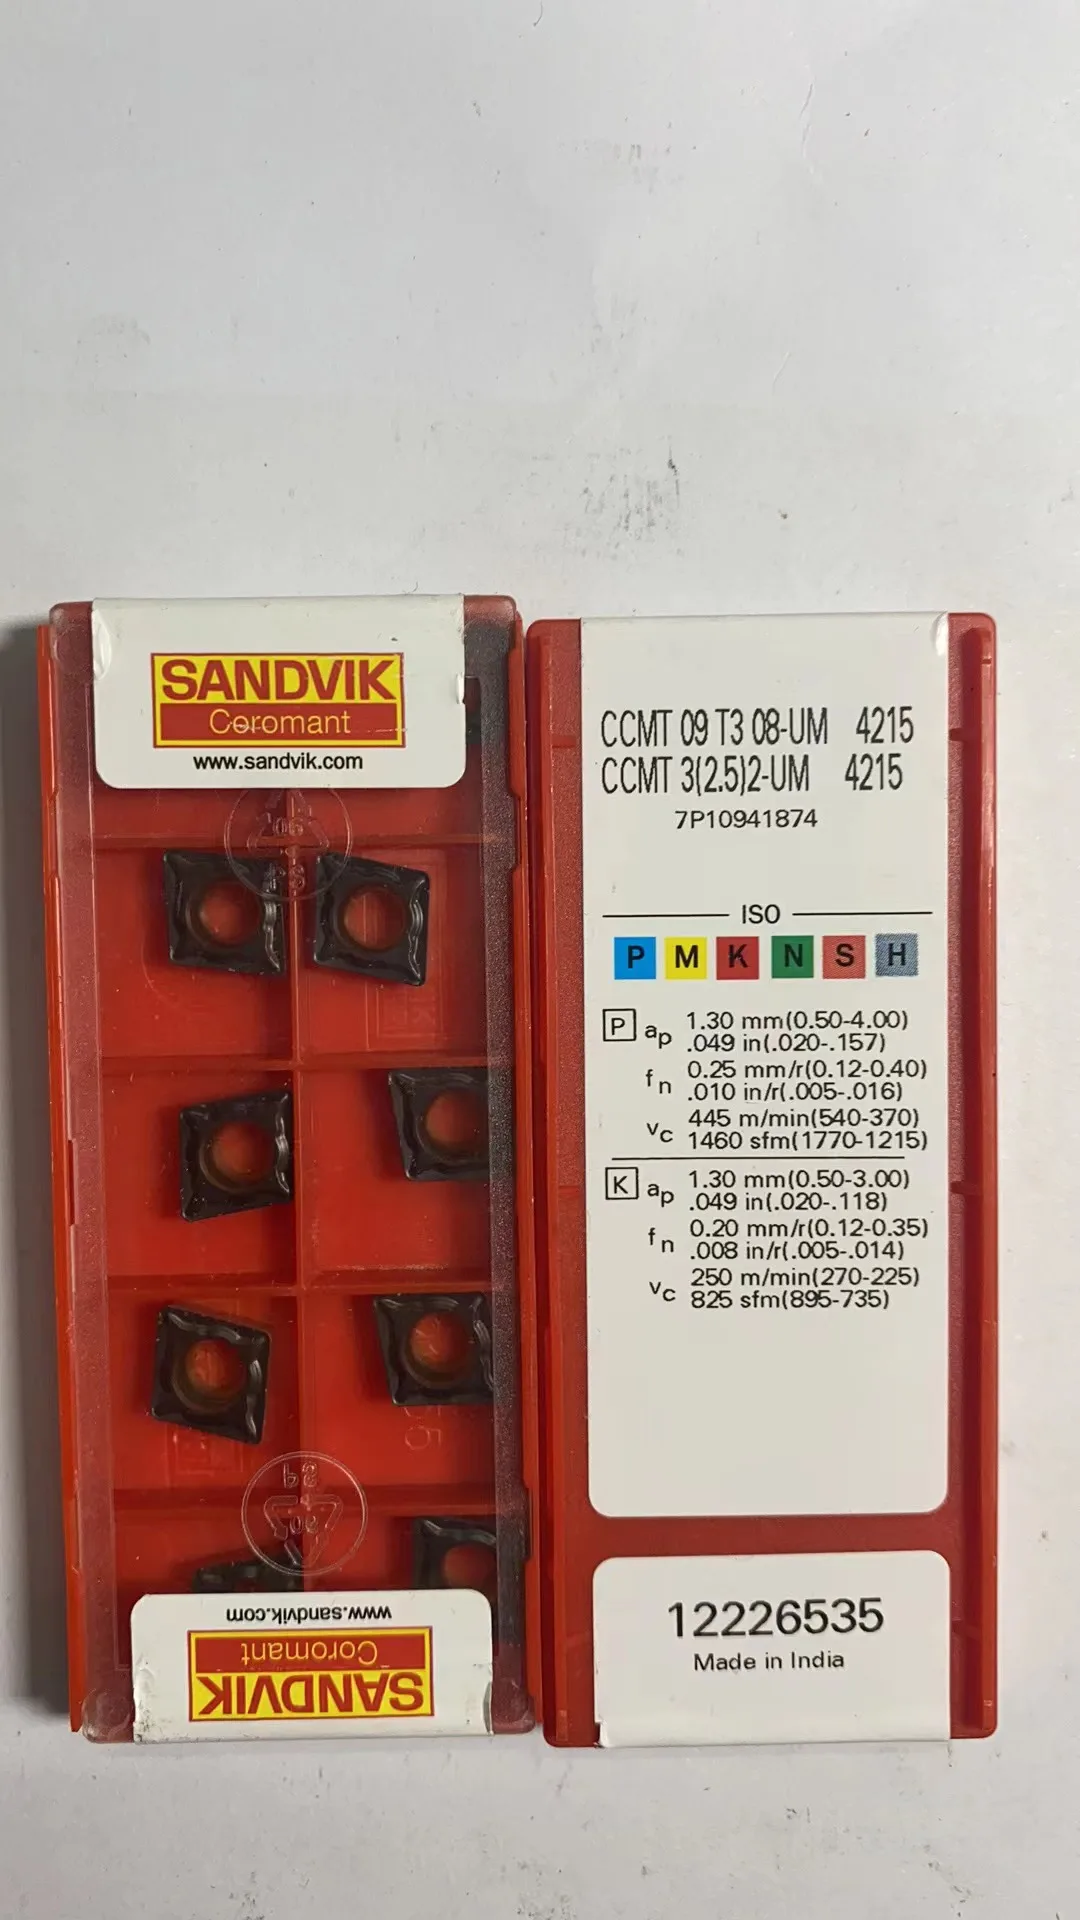 SANDVIK
Coromant
www.sandvik.com
www.sandvik.com
Coromant
SANDVIK
CCMT 09 T3 08-UM 4215
CCMT 3(2.5)2-UM 4215
7P10941874
ISO
P M K N S H
P ap 1.30 mm(0.50-4.00)
.049 in(.020-.157)
fn 0.25 mm/r(0.12-0.40)
.010 in/r(.005-.016)
vc 445 m/min(540-370)
1460 sfm(1770-1215)
K ap 1.30 mm(0.50-3.00)
.049 in(.020-.118)
fn 0.20 mm/r(0.12-0.35)
.008 in/r(.005-.014)
vc 250 m/min(270-225)
825 sfm(895-735)
12226535
Made in India